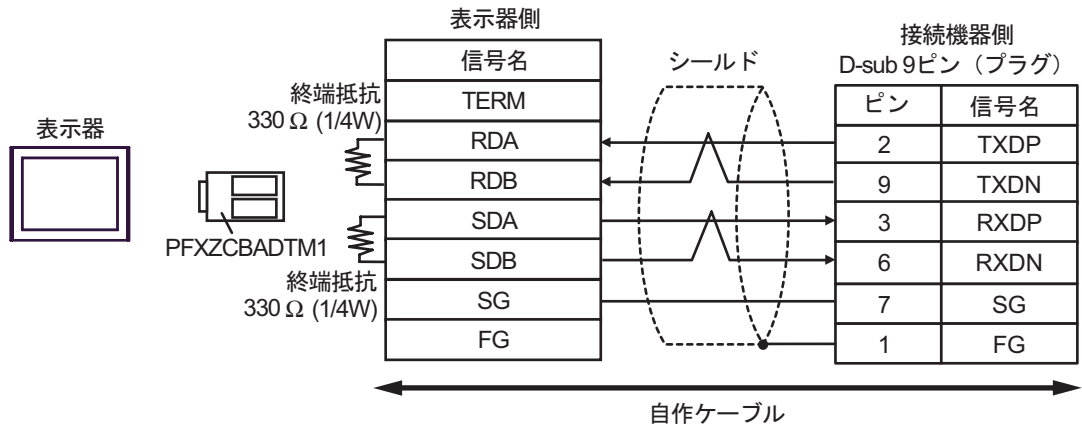 表示器
PFXZCBADTM1
終端抵抗
330 Ω (1/4W)
終端抵抗
330 Ω (1/4W)
表示器側
信号名
TERM
RDA
RDB
SDA
SDB
SG
FG
シールド
接続機器側
D-sub 9ピン（プラグ）
ピン 信号名
2 TXDP
9 TXDN
3 RXDP
6 RXDN
7 SG
1 FG
自作ケーブル